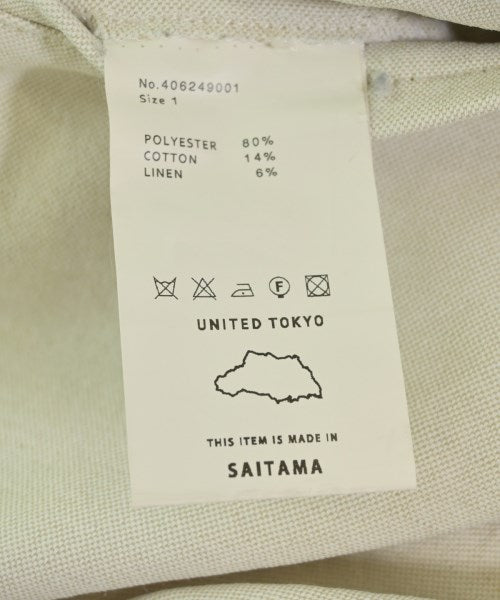 No.406249001
Size 1
POLYESTER 80%
COTTON 14%
LINEN 6%
F
UNITED TOKYO
THIS ITEM IS MADE IN
SAITAMA